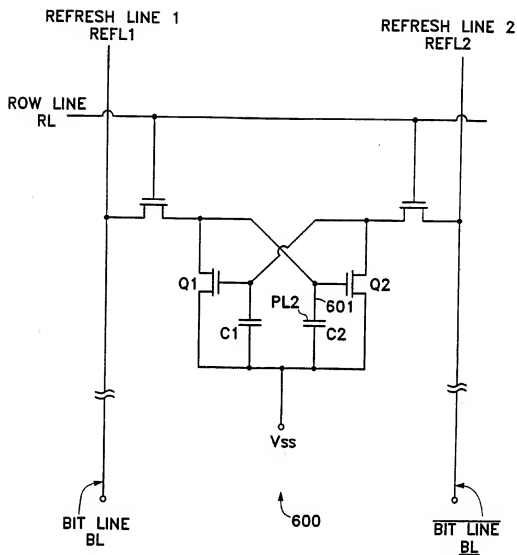 REFRESH LINE 1
REFL1
REFRESH LINE 2
REFL2
ROW LINE
RL
Q1
Q2
PL2
601
C1
C2
Vss
BIT LINE
BL
600
BIT LINE
BL